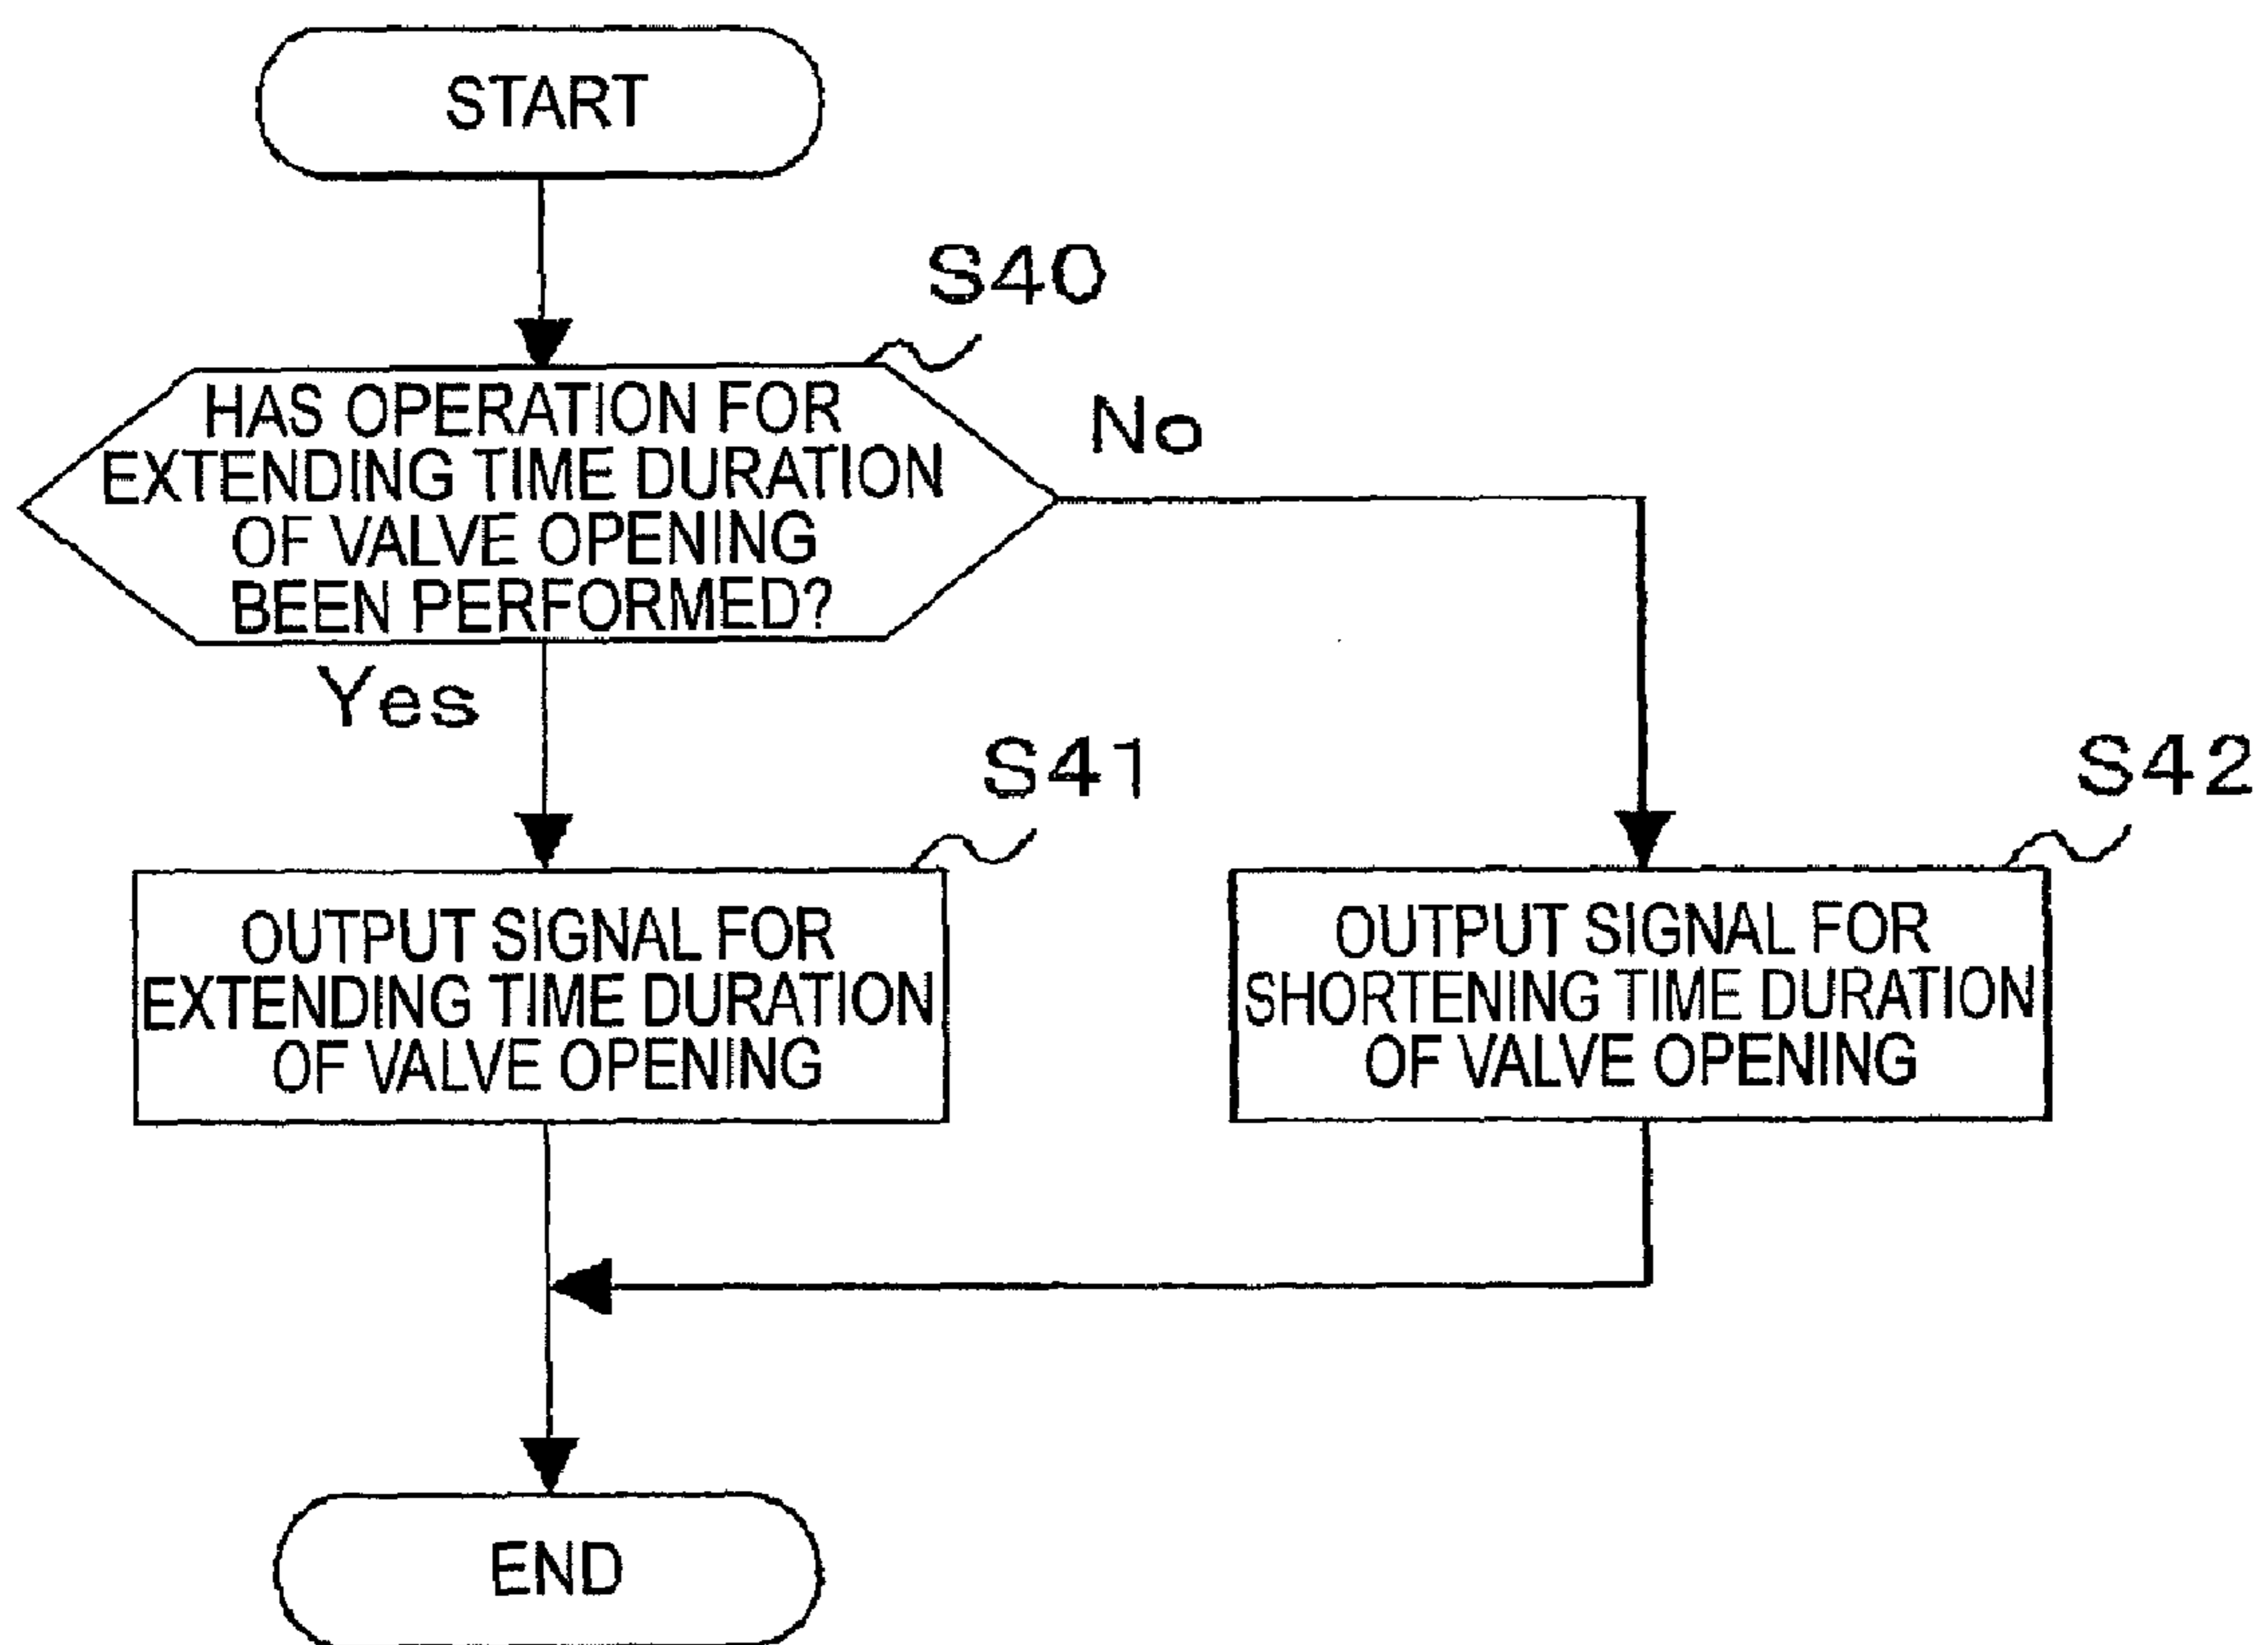 START
S40
HAS OPERATION FOR
EXTENDING TIME DURATION
OF VALVE OPENING
BEEN PERFORMED?
No
Yes
S41
OUTPUT SIGNAL FOR
EXTENDING TIME DURATION
OF VALVE OPENING
S42
OUTPUT SIGNAL FOR
SHORTENING TIME DURATION
OF VALVE OPENING
END